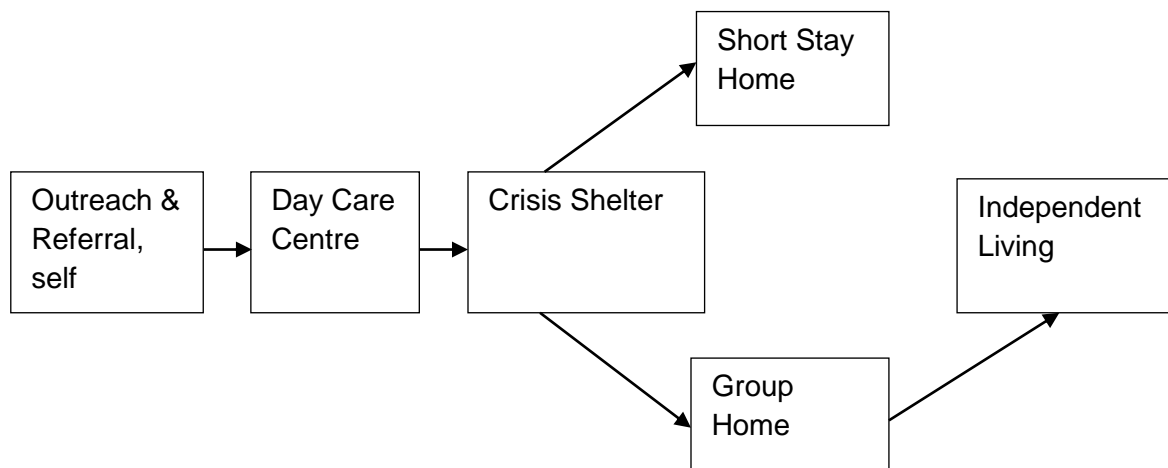 Short Stay
Home
Outreach &
Referral,
self
Day Care
Centre
Crisis Shelter
Independent
Living
Group
Home